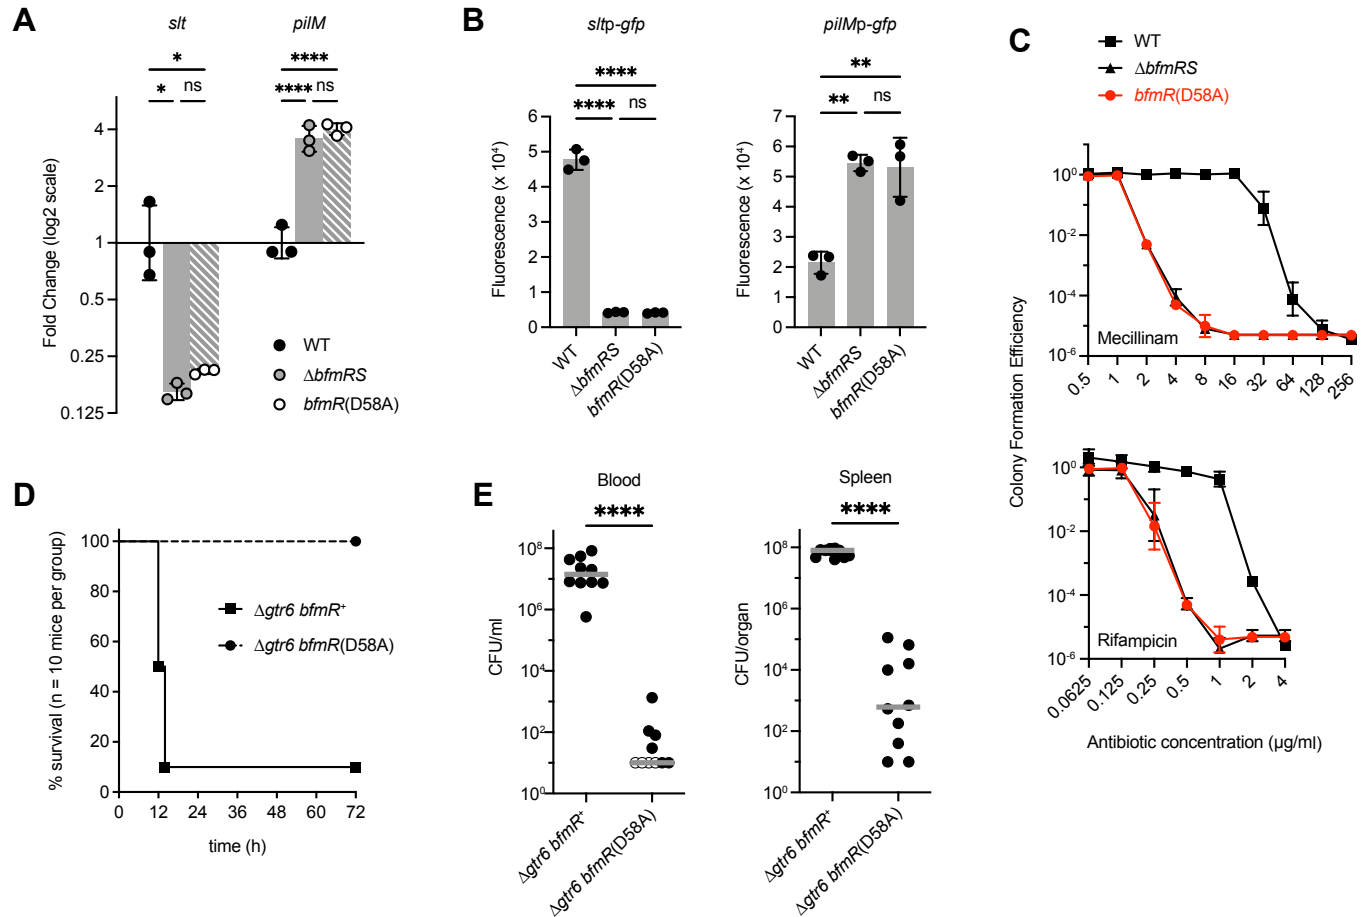 A
slt
pilM
*
****
*
ns
****
ns
Fold Change (log2 scale)
4
2
1
0.5
0.25
0.125
WT
ΔbfmRS
bfmR(D58A)
B
sltp-gfp
****
****
ns
Fluorescence (x 10⁴)
6
5
4
3
2
1
0
WT
ΔbfmRS
bfmR(D58A)
pilMp-gfp
**
**
ns
Fluorescence (x 10⁴)
7
6
5
4
3
2
1
0
WT
ΔbfmRS
bfmR(D58A)
C
WT
ΔbfmRS
bfmR(D58A)
Colony Formation Efficiency
10⁰
10⁻²
10⁻⁴
10⁻⁶
Mecillinam
0.5 1 2 4 8 16 32 64 128 256
10⁰
10⁻²
10⁻⁴
10⁻⁶
Rifampicin
0.0625 0.125 0.25 0.5 1 2 4
Antibiotic concentration (µg/ml)
D
% survival (n = 10 mice per group)
100
80
60
40
20
0
Δgtr6 bfmR⁺
Δgtr6 bfmR(D58A)
0 12 24 36 48 60 72
time (h)
E
Blood
****
CFU/ml
10⁸
10⁶
10⁴
10²
10⁰
Δgtr6 bfmR⁺
Δgtr6 bfmR(D58A)
Spleen
****
CFU/organ
10⁸
10⁶
10⁴
10²
10⁰
Δgtr6 bfmR⁺
Δgtr6 bfmR(D58A)